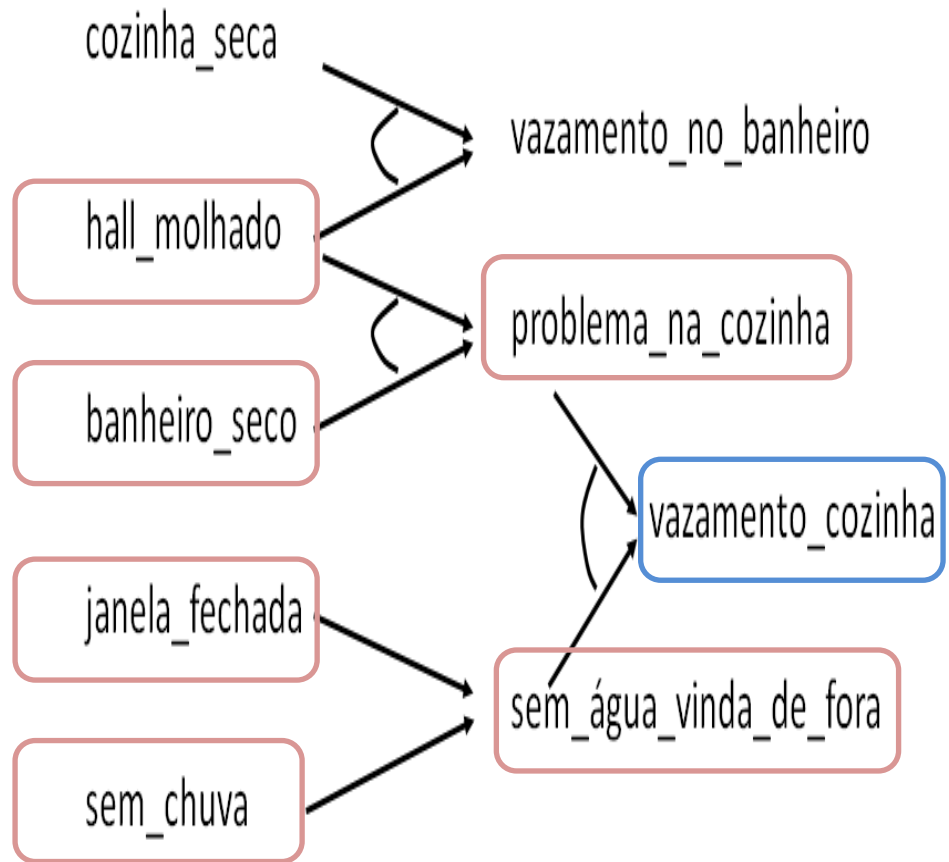 cozinha_seca
vazamento_no_banheiro
hall_molhado
problema_na_cozinha
banheiro_seco
vazamento_cozinha
janela_fechada
sem_água_vinda_de_fora
sem_chuva